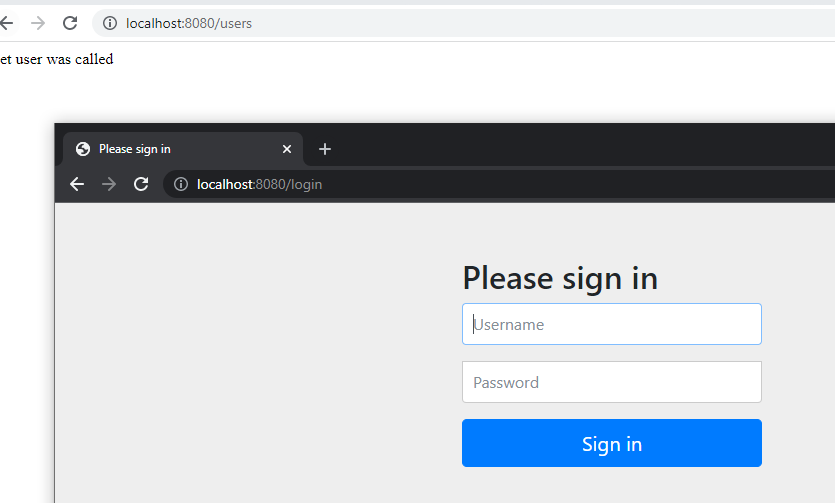 localhost:8080/users
et user was called
Please sign in
localhost:8080/login
Please sign in
Username
Password
Sign in